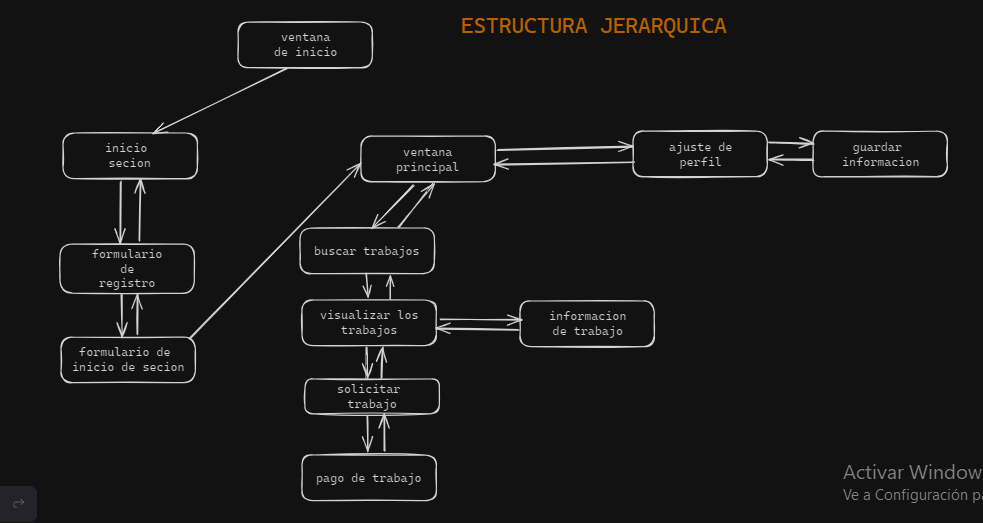 ESTRUCTURA JERARQUICA
ventana
de inicio
inicio
secion
formulario
de
registro
formulario de
inicio de secion
ventana
principal
ajuste de
perfil
guardar
informacion
buscar trabajos
visualizar los
trabajos
informacion
de trabajo
solicitar
trabajo
pago de trabajo
Activar Window
Ve a Configuración pa